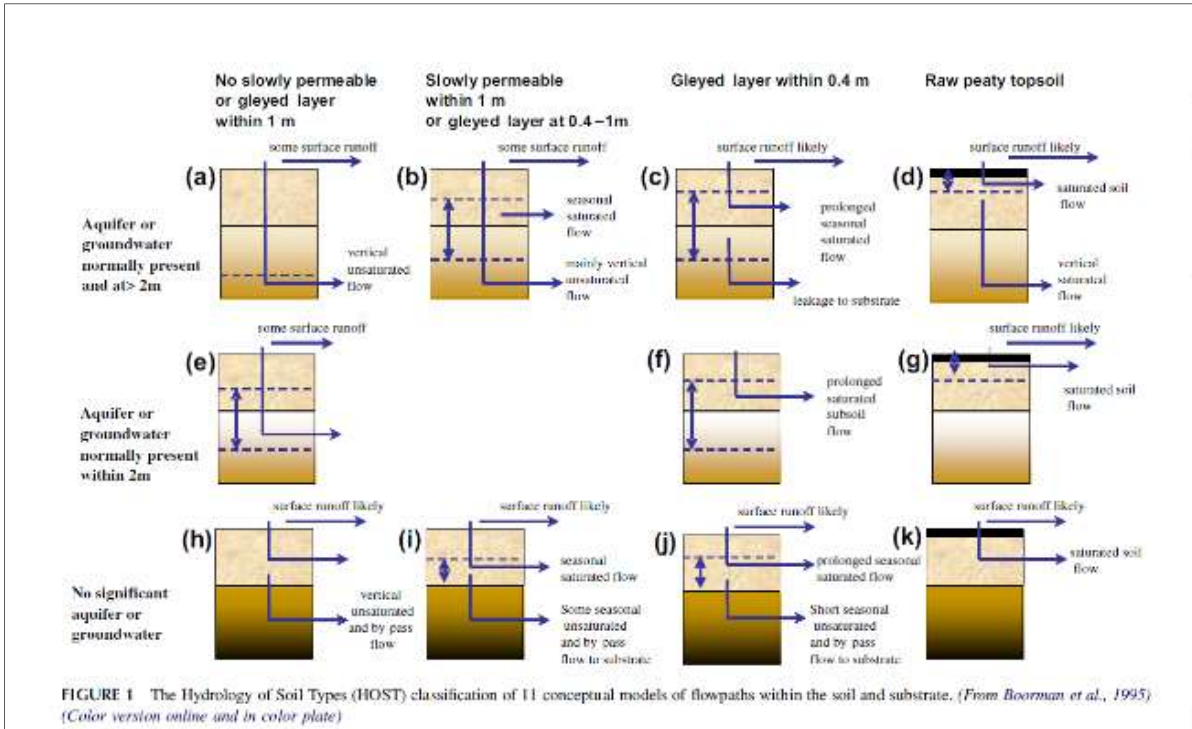 No slowly permeable
or gleyed layer
within 1 m
Slowly permeable
within 1 m
or gleyed layer at 0.4–1m
Gleyed layer within 0.4 m
Raw peaty topsoil
Aquifer or
groundwater
normally present
and at> 2m
(a)
some surface runoff
vertical
unsaturated
flow
(b)
some surface runoff
seasonal
saturated
flow
mainly vertical
unsaturated
flow
(c)
surface runoff likely
prolonged
seasonal
saturated
flow
leakage to substrate
(d)
surface runoff likely
saturated soil
flow
vertical
saturated
flow
Aquifer or
groundwater
normally present
within 2m
(e)
some surface runoff
(f)
prolonged
saturated
subsoil
flow
(g)
surface runoff likely
saturated soil
flow
No significant
aquifer or
groundwater
(h)
surface runoff likely
vertical
unsaturated
and by pass
flow
(i)
surface runoff likely
seasonal
saturated flow
Some seasonal
unsaturated
and by pass
flow to substrate
(j)
surface runoff likely
prolonged seasonal
saturated flow
Short seasonal
unsaturated
and by pass
flow to substrate
(k)
saturated soil
flow
FIGURE 1 The Hydrology of Soil Types (HOST) classification of 11 conceptual models of flowpaths within the soil and substrate. (From Boorman et al., 1995)
(Color version online and in color plate)